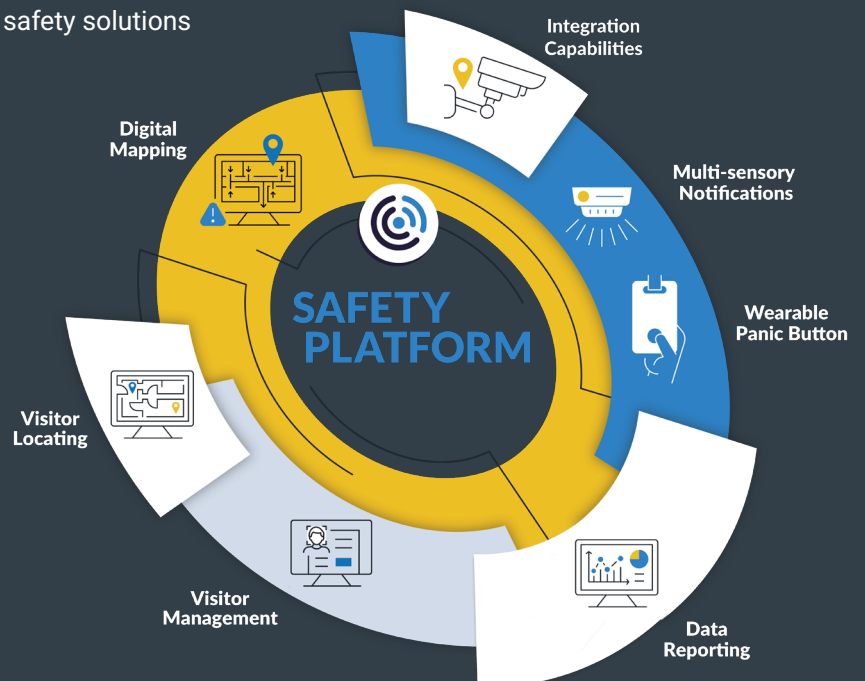 safety solutions
Integration
Capabilities
Digital
Mapping
Multi-sensory
Notifications
SAFETY
PLATFORM
Wearable
Panic Button
Visitor
Locating
Visitor
Management
Data
Reporting